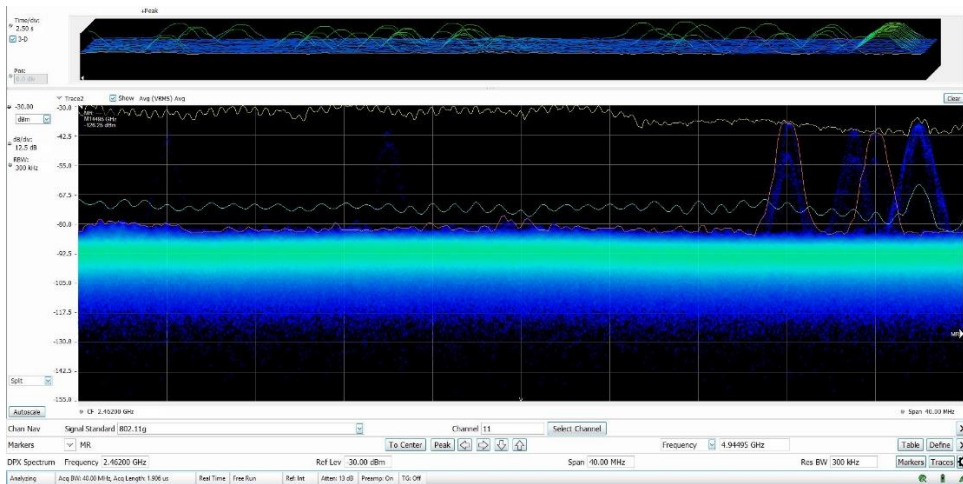 +Peak
Time/div:
2.50 s
3-D
Pos:
0.0 div
Trace2 Show Avg (VRMS) Avg Clear
-30.00
dBm
dB/div:
12.5 dB
RBW:
300 kHz
-30.0
MR
-42.5
-55.0
-67.5
-80.0
-92.5
-105.0
-117.5
-130.0
-155.0
MR
Split
Autoscale CF 2.46200 GHz Span 40.00 MHz
Chan Nav Signal Standard 802.11g Channel 11 Select Channel X
Markers MR To Center Peak Frequency 4.94495 GHz Table Define X
DPX Spectrum Frequency 2.46200 GHz Ref Lev -30.00 dBm Span 40.00 MHz Res BW 300 kHz Markers Traces
Analyzing Acq BW: 40.00 MHz, Acq Length: 1.906 us Real Time Free Run Ref: Int Atten: 13 dB Preamp: On TG: Off